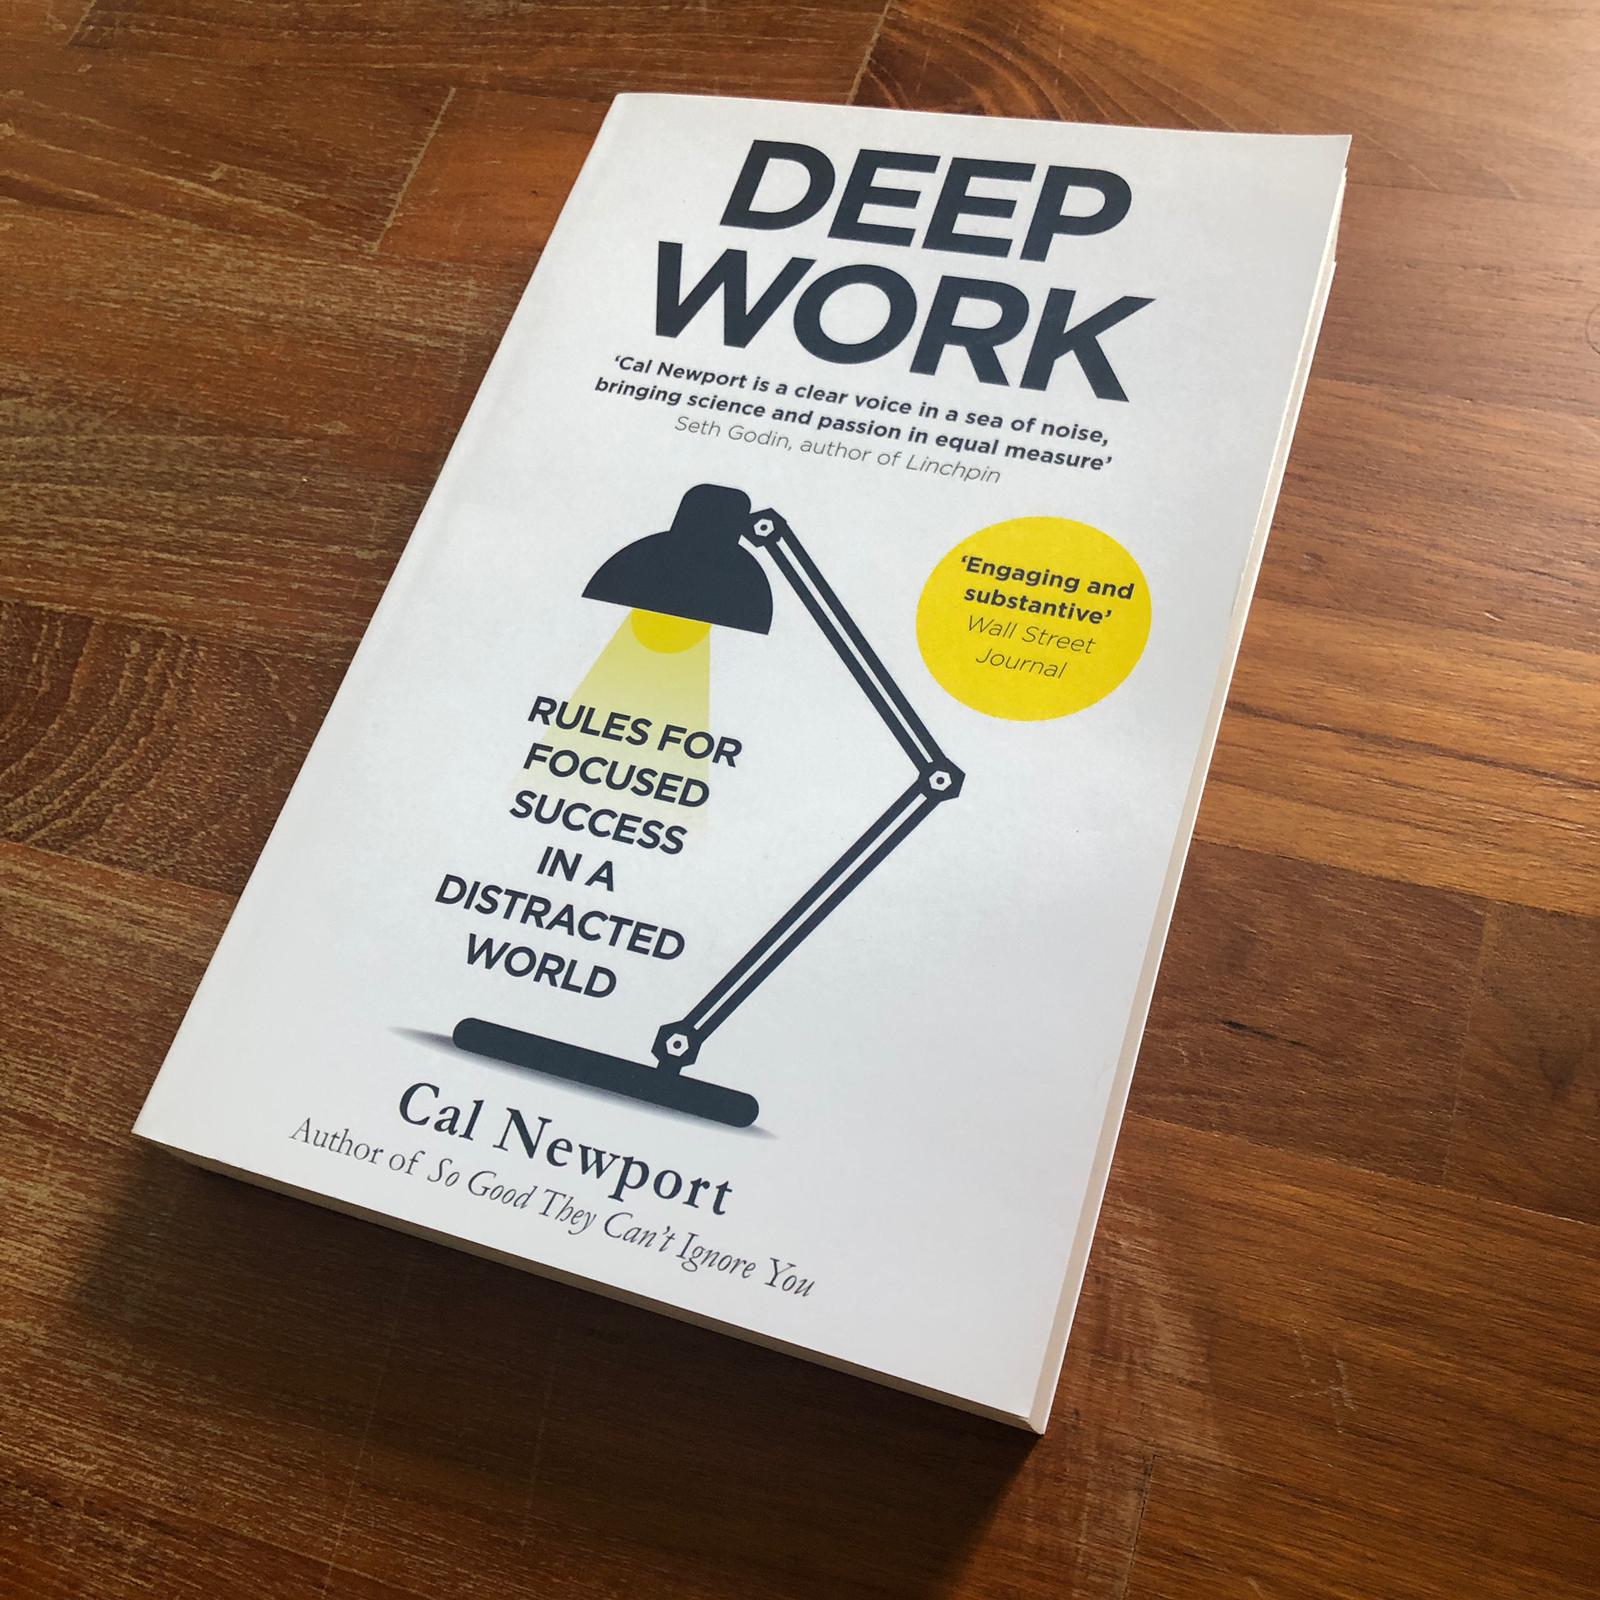 DEEP
WORK
‘Cal Newport is a clear voice in a sea of noise,
bringing science and passion in equal measure’
Seth Godin, author of Linchpin
‘Engaging and
substantive’
Wall Street
Journal
RULES FOR
FOCUSED
SUCCESS
IN A
DISTRACTED
WORLD
Cal Newport
Author of So Good They Can’t Ignore You